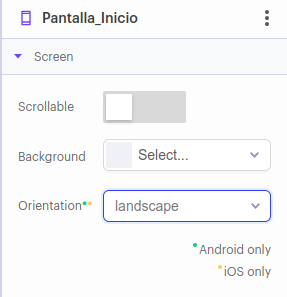 Pantalla_Inicio
Screen
Scrollable
Background Select...
Orientation landscape
Android only
iOS only